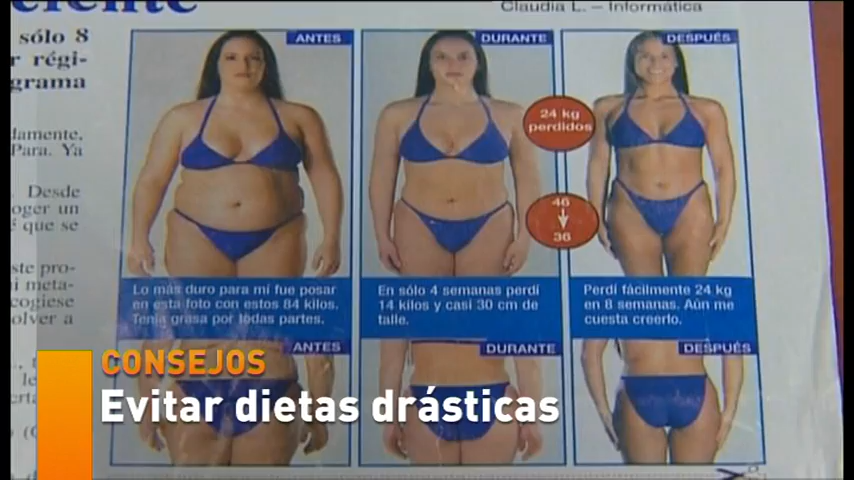 Claudia L. – Informática
sólo 8
r régi-
grama
damente,
Para. Ya
Desde
oger un
é que se
ste pro-
i meta-
cogiese
olver a
ANTES
DURANTE
DESPUÉS
24 kg
perdidos
46
36
Lo más duro para mí fue posar
en esta foto con estos 84 kilos.
Tenía grasa por todas partes.
En sólo 4 semanas perdí
14 kilos y casi 30 cm de
talle.
Perdí fácilmente 24 kg
en 8 semanas. Aún me
cuesta creerlo.
ANTES
DURANTE
DESPUÉS
CONSEJOS
Evitar dietas drásticas